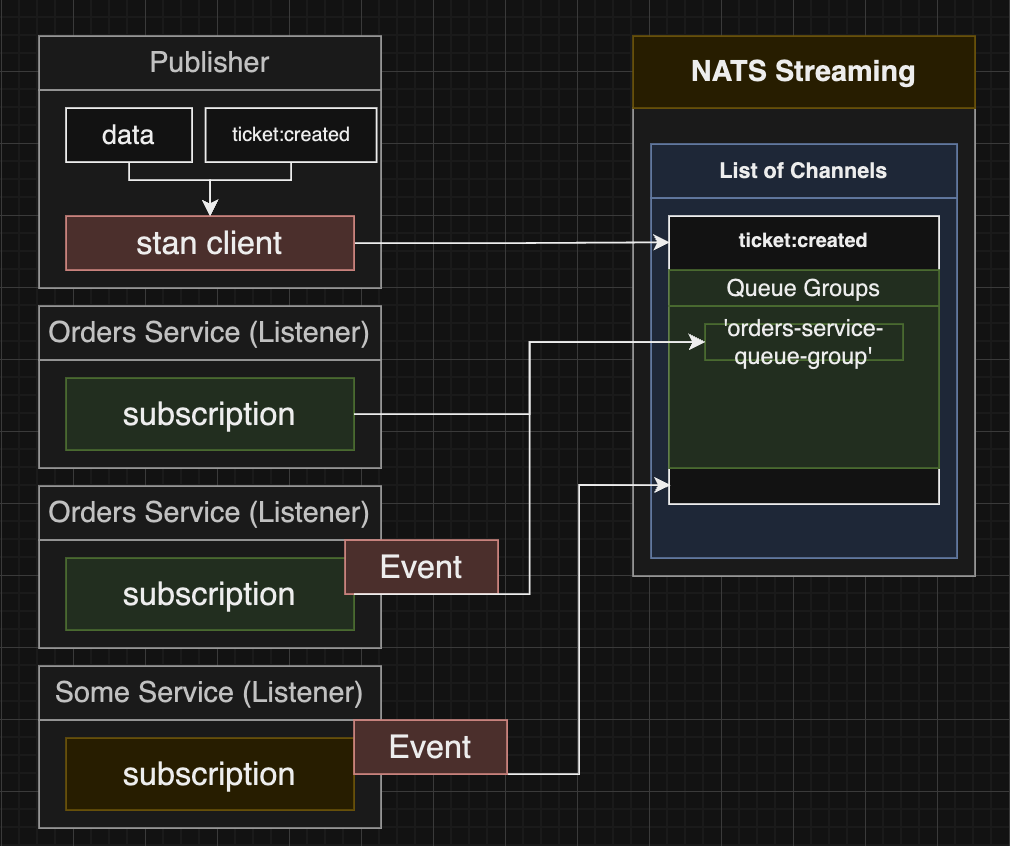 Publisher
data
ticket:created
stan client
Orders Service (Listener)
subscription
Orders Service (Listener)
Event
subscription
Some Service (Listener)
Event
subscription
NATS Streaming
List of Channels
ticket:created
Queue Groups
'orders-service-
queue-group'